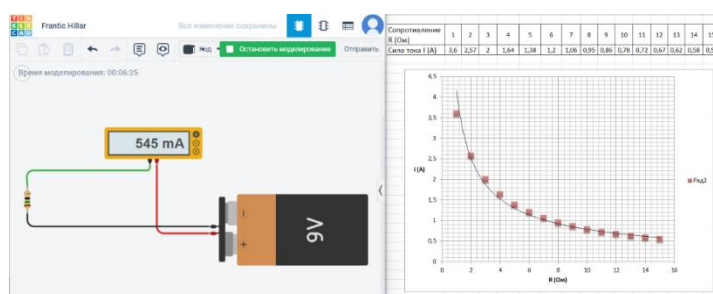 TIN
KER
CAD
Frantic Hillar
Все изменения сохранены
Код
Остановить моделирование
Отправить
Время моделирования: 00:06:25
545 mA
9V
Сопротивление R (Ом) 1 2 3 4 5 6 7 8 9 10 11 12 13 14 15
Сила тока I (А) 3,6 2,57 2 1,64 1,38 1,2 1,06 0,95 0,86 0,78 0,72 0,67 0,62 0,58
4,5
4
3,5
3
2,5
2
1,5
1
0,5
0
I (А)
0 2 4 6 8 10 12 14 16
R (Ом)
Ряд2